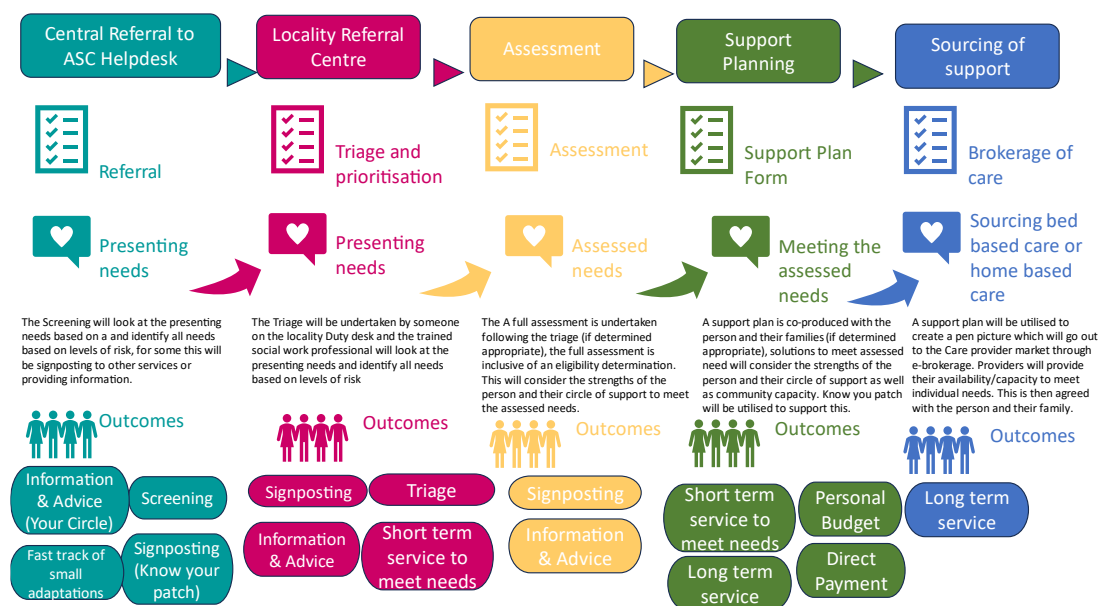 Central Referral to
ASC Helpdesk
Locality Referral
Centre
Assessment
Support
Planning
Sourcing of
support
Referral
Triage and
prioritisation
Assessment
Support Plan
Form
Brokerage of
care
Presenting
needs
Presenting
needs
Assessed
needs
Meeting the
assessed
needs
Sourcing bed
based care or
home based
care
The Screening will look at the presenting
needs based on a and identify all needs
based on levels of risk, for some this will
be signposting to other services or
providing information.
The Triage will be undertaken by someone
on the locality Duty desk and the trained
social work professional will look at the
presenting needs and identify all needs
based on levels of risk
The A full assessment is undertaken
following the triage (if determined
appropriate), the full assessment is
inclusive of an eligibility determination.
This will consider the strengths of the
person and their circle of support to meet
the assessed needs.
A support plan is co-produced with the
person and their families (if determined
appropriate), solutions to meet assessed
need will consider the strengths of the
person and their circle of support as well
as community capacity. Know you patch
will be utilised to support this.
A support plan will be utilised to
create a pen picture which will go out
to the Care provider market through
e-brokerage. Providers will provide
their availability/capacity to meet
individual needs. This is then agreed
with the person and their family.
Outcomes
Outcomes
Outcomes
Outcomes
Outcomes
Information
& Advice
(Your Circle)
Screening
Fast track of
small
adaptations
Signposting
(Know your
patch)
Signposting
Triage
Information
& Advice
Short term
service to
meet needs
Signposting
Information
& Advice
Short term
service to
meet needs
Personal
Budget
Long term
service
Direct
Payment
Long term
service